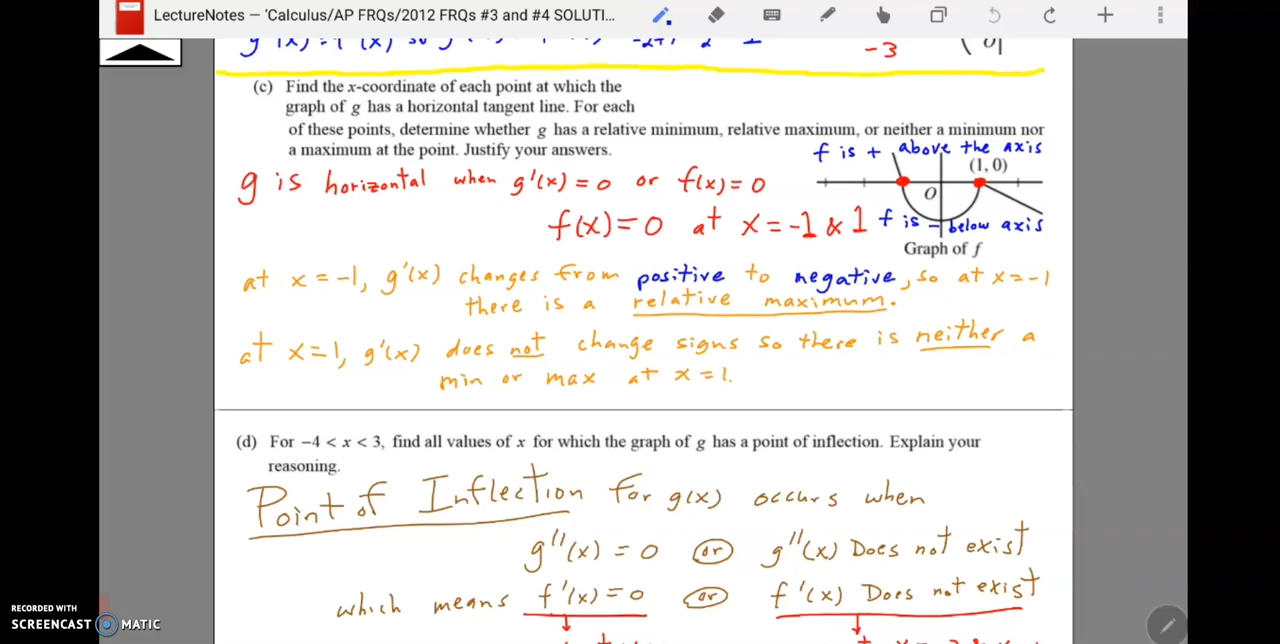 LectureNotes — 'Calculus/AP FRQs/2012 FRQs #3 and #4 SOLUTI...
-3
(c) Find the x-coordinate of each point at which the
graph of g has a horizontal tangent line. For each
of these points, determine whether g has a relative minimum, relative maximum, or neither a minimum nor
a maximum at the point. Justify your answers.
f is + above the axis
(1, 0)
g is horizontal when g'(x) = 0 or f(x) = 0
O
f(x) = 0 at x = -1 & 1
f is - below axis
Graph of f
at x = -1, g'(x) changes from positive to negative, so at x = -1
there is a relative maximum.
at x = 1, g'(x) does not change signs so there is neither a
min or max at x = 1.
(d) For −4 < x < 3, find all values of x for which the graph of g has a point of inflection. Explain your
reasoning.
Point of Inflection for g(x) occurs when
g''(x) = 0 or g''(x) Does not exist
which means f'(x) = 0 or f'(x) Does not exist
RECORDED WITH
SCREENCAST MATIC